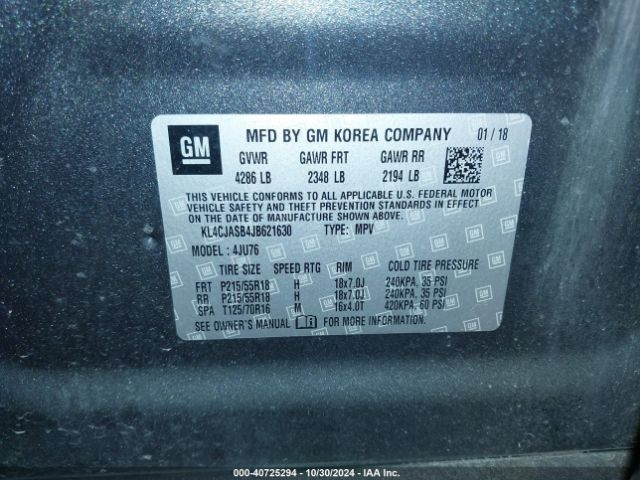 GM
MFD BY GM KOREA COMPANY 01 / 18
GVWR GAWR FRT GAWR RR
4286 LB 2348 LB 2194 LB
THIS VEHICLE CONFORMS TO ALL APPLICABLE U.S. FEDERAL MOTOR
VEHICLE SAFETY, BUMPER, AND THEFT PREVENTION STANDARDS IN
EFFECT ON THE DATE OF MANUFACTURE SHOWN ABOVE.
KL4CJASB4JB621630 TYPE: MPV
MODEL: 4JU76
TIRE SIZE SPEED RTG RIM COLD TIRE PRESSURE
FRT P215/55R18 H 18x7.0J 240KPA, 35 PSI
RR P215/55R18 H 18x7.0J 240KPA, 35 PSI
SPA T125/70R16 M 16x4.0T 420KPA, 60 PSI
SEE OWNER'S MANUAL FOR MORE INFORMATION
000-40725294 - 10/30/2024 - IAA Inc.